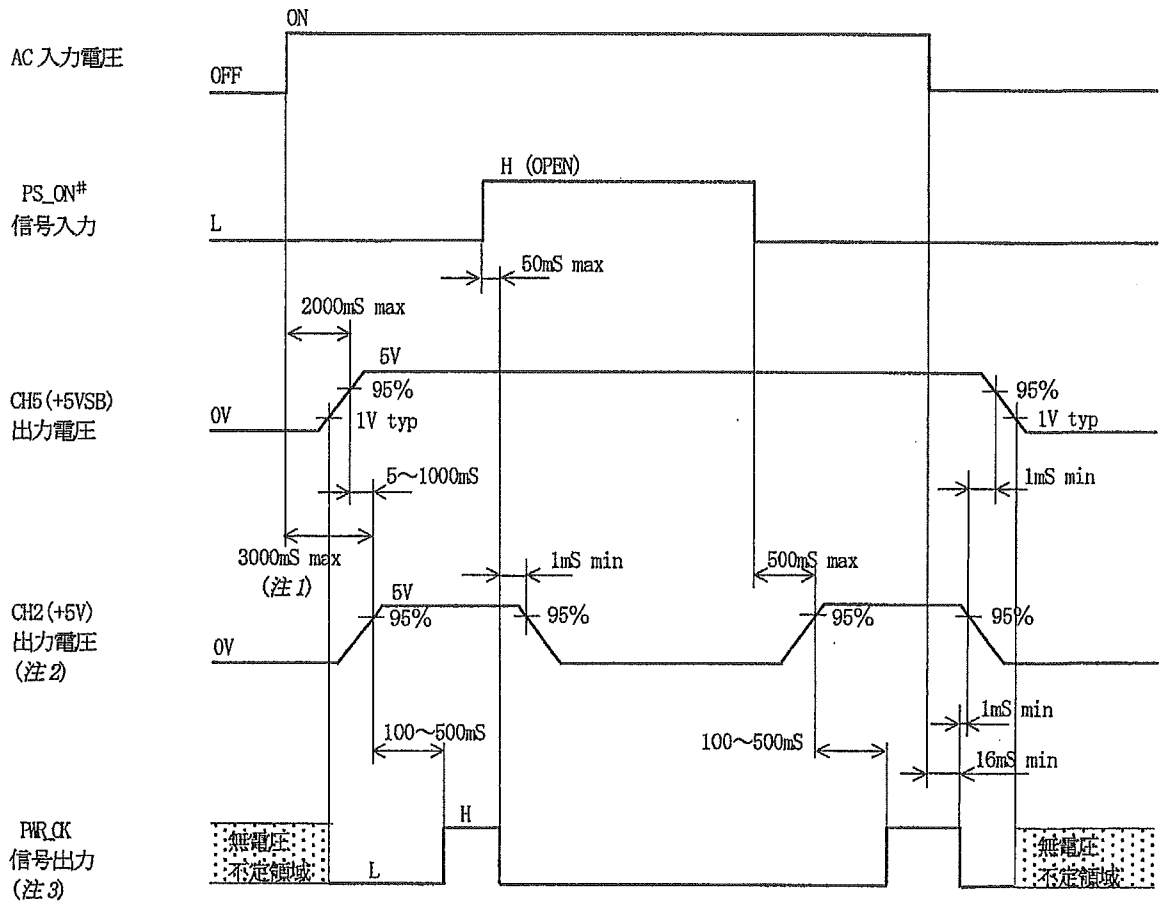 ON
AC 入力電圧
OFF
H (OPEN)
PS_ON#
信号入力
L
50mS max
2000mS max
5V
95%
95%
CH5(+5VSB)
出力電圧
0V
1V typ
1V typ
5～1000mS
1mS min
3000mS max
(注1)
1mS min
500mS max
CH2(+5V)
出力電圧
(注2)
5V
95%
95%
95%
95%
0V
1mS min
100～500mS
100～500mS
16mS min
PWR_OK
信号出力
(注3)
H
無電圧
不定領域
L
無電圧
不定領域